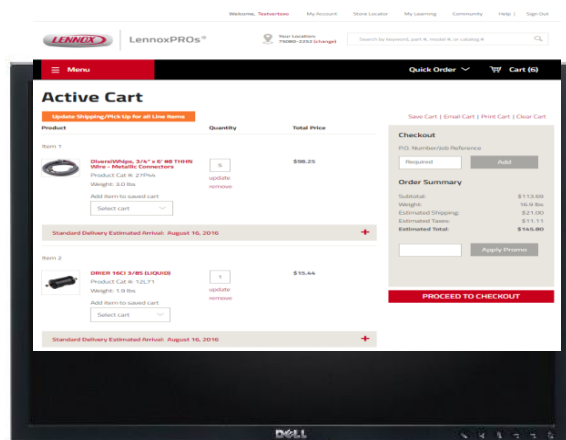 Welcome, Testvertone My Account Store Locator My Learning Community Help | Sign Out
LENNOX LennoxPROs®
Your Location:
75080-2252 (change)
Search by keyword, part #, model #, or catalog #
Menu Quick Order Cart (6)
Active Cart
Update Shipping/Pick Up for all Line Items
Save Cart | Email Cart | Print Cart | Clear Cart
Product Quantity Total Price
Item 1
DiversiWhips, 3/4" x 6' #8 THHN
Wire - Metallic Connectors
Product Cat #: 21P44
Weight: 3.0 lbs
Add item to saved cart
Select cart
5
update
remove
$98.25
Standard Delivery Estimated Arrival: August 16, 2016 +
Item 2
DRIER 16CI 3/8S (LIQUID)
Product Cat #: 12L71
Weight: 1.9 lbs
Add item to saved cart
Select cart
1
update
remove
$15.44
Standard Delivery Estimated Arrival: August 16, 2016 +
Checkout
P.O. Number/Job Reference
Required Add
Order Summary
Subtotal: $113.69
Weight: 16.9 lbs
Estimated Shipping: $21.00
Estimated Taxes: $11.11
Estimated Total: $145.80
Apply Promo
PROCEED TO CHECKOUT
DELL